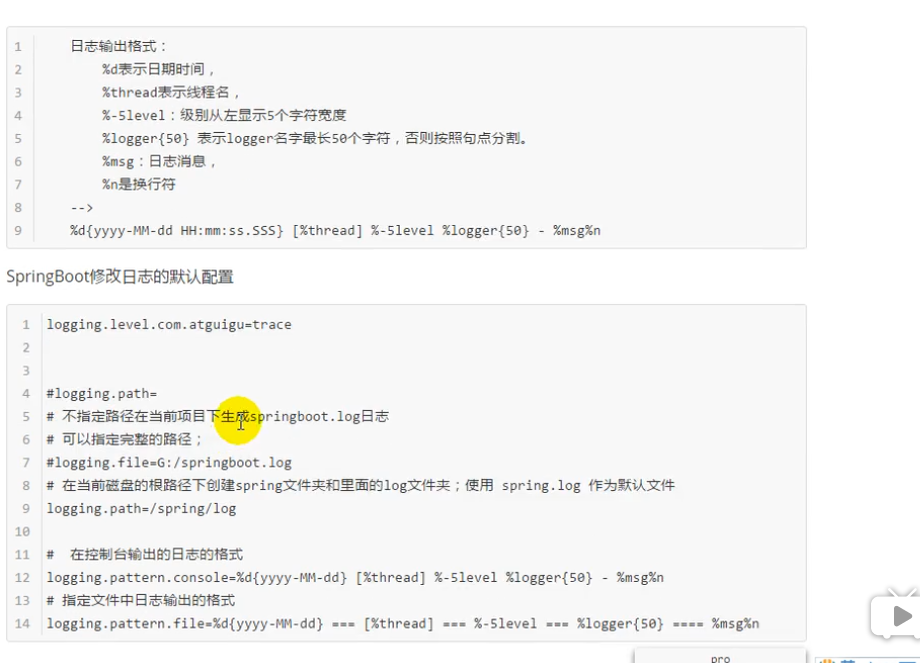 1 日志输出格式：
2 %d表示日期时间，
3 %thread表示线程名，
4 %-5level：级别从左显示5个字符宽度
5 %logger{50} 表示logger名字最长50个字符，否则按照句点分割。
6 %msg：日志消息，
7 %n是换行符
8 -->
9 %d{yyyy-MM-dd HH:mm:ss.SSS} [%thread] %-5level %logger{50} - %msg%n
SpringBoot修改日志的默认配置
1 logging.level.com.atguigu=trace
2
3
4 #logging.path=
5 # 不指定路径在当前项目下生成springboot.log日志
6 # 可以指定完整的路径；
7 #logging.file=G:/springboot.log
8 # 在当前磁盘的根路径下创建spring文件夹和里面的log文件夹；使用 spring.log 作为默认文件
9 logging.path=/spring/log
10
11 # 在控制台输出的日志的格式
12 logging.pattern.console=%d{yyyy-MM-dd} [%thread] %-5level %logger{50} - %msg%n
13 # 指定文件中日志输出的格式
14 logging.pattern.file=%d{yyyy-MM-dd} === [%thread] === %-5level === %logger{50} ==== %msg%n